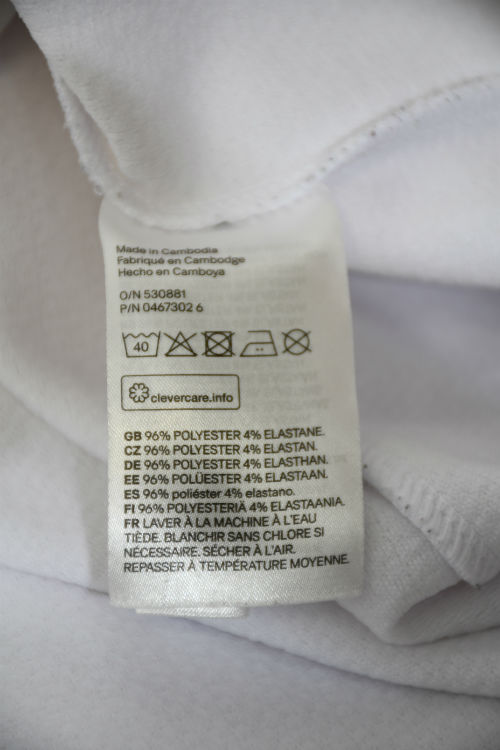 Made in Cambodia
Fabriqué en Cambodge
Hecho en Camboya
O/N 530881
P/N 0467302 6
40
clevercare.info
GB 96% POLYESTER 4% ELASTANE.
CZ 96% POLYESTER 4% ELASTAN.
DE 96% POLYESTER 4% ELASTHAN.
EE 96% POLÜESTER 4% ELASTAAN.
ES 96% poliéster 4% elastano.
FI 96% POLYESTERIÄ 4% ELASTAANIA.
FR LAVER À LA MACHINE À L'EAU
TIÈDE. BLANCHIR SANS CHLORE SI
NÉCESSAIRE. SÉCHER À L'AIR.
REPASSER À TEMPÉRATURE MOYENNE.